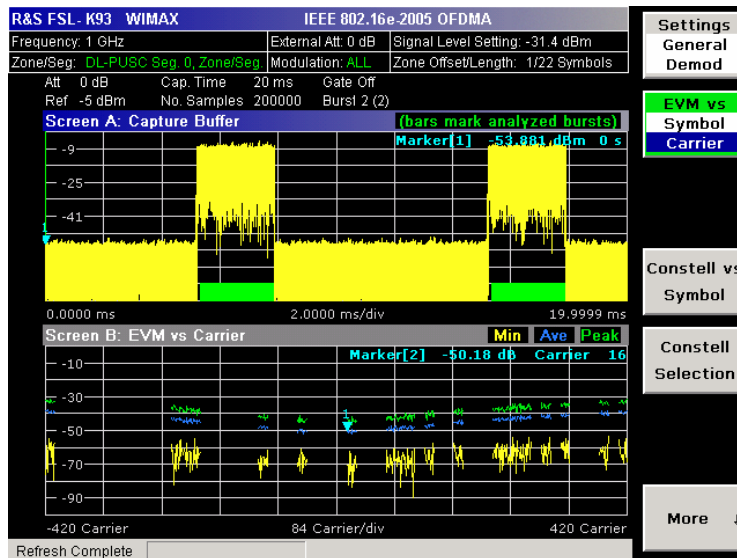 R&S FSL- K93 WIMAX IEEE 802.16e-2005 OFDMA
Frequency: 1 GHz External Att: 0 dB Signal Level Setting: -31.4 dBm
Zone/Seg: DL-PUSC Seg. 0, Zone/Seg. Modulation: ALL Zone Offset/Length: 1/22 Symbols
Att 0 dB Cap. Time 20 ms Gate Off
Ref -5 dBm No. Samples 200000 Burst 2 (2)
Screen A: Capture Buffer (bars mark analyzed bursts)
Marker[1] -53.881 dBm 0 s
-9
-25
-41
1
0.0000 ms 2.0000 ms/div 19.9999 ms
Screen B: EVM vs Carrier Min Ave Peak
Marker[2] -50.18 dB Carrier 16
-10
-30
1
-50
-70
-90
-420 Carrier 84 Carrier/div 420 Carrier
Refresh Complete
Settings
General
Demod
EVM vs
Symbol
Carrier
Constell vs
Symbol
Constell
Selection
More